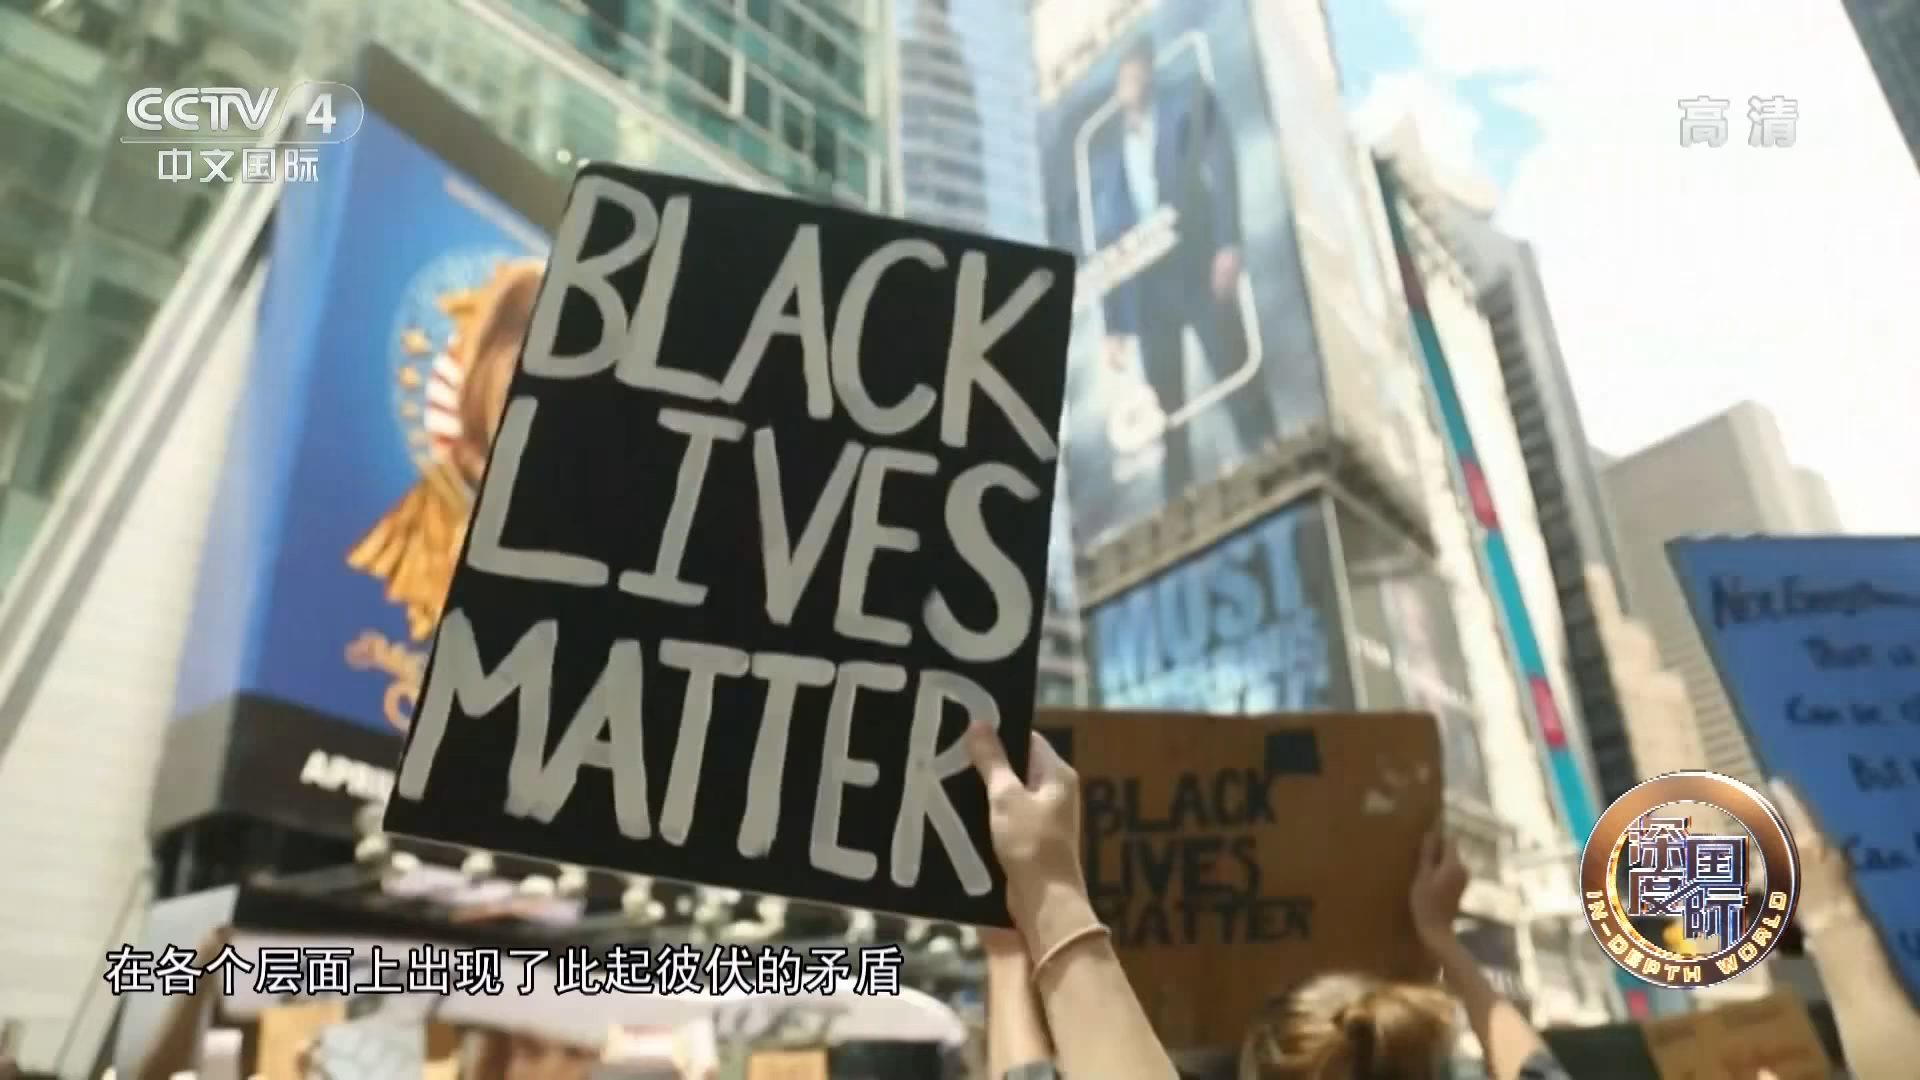 CCTV 4
中文国际
高清
BLACK
LIVES
MATTER
MUST
BLACK
LIVES
MATTER
But
深度国际
IN-DEPTH WORLD
在各个层面上出现了此起彼伏的矛盾